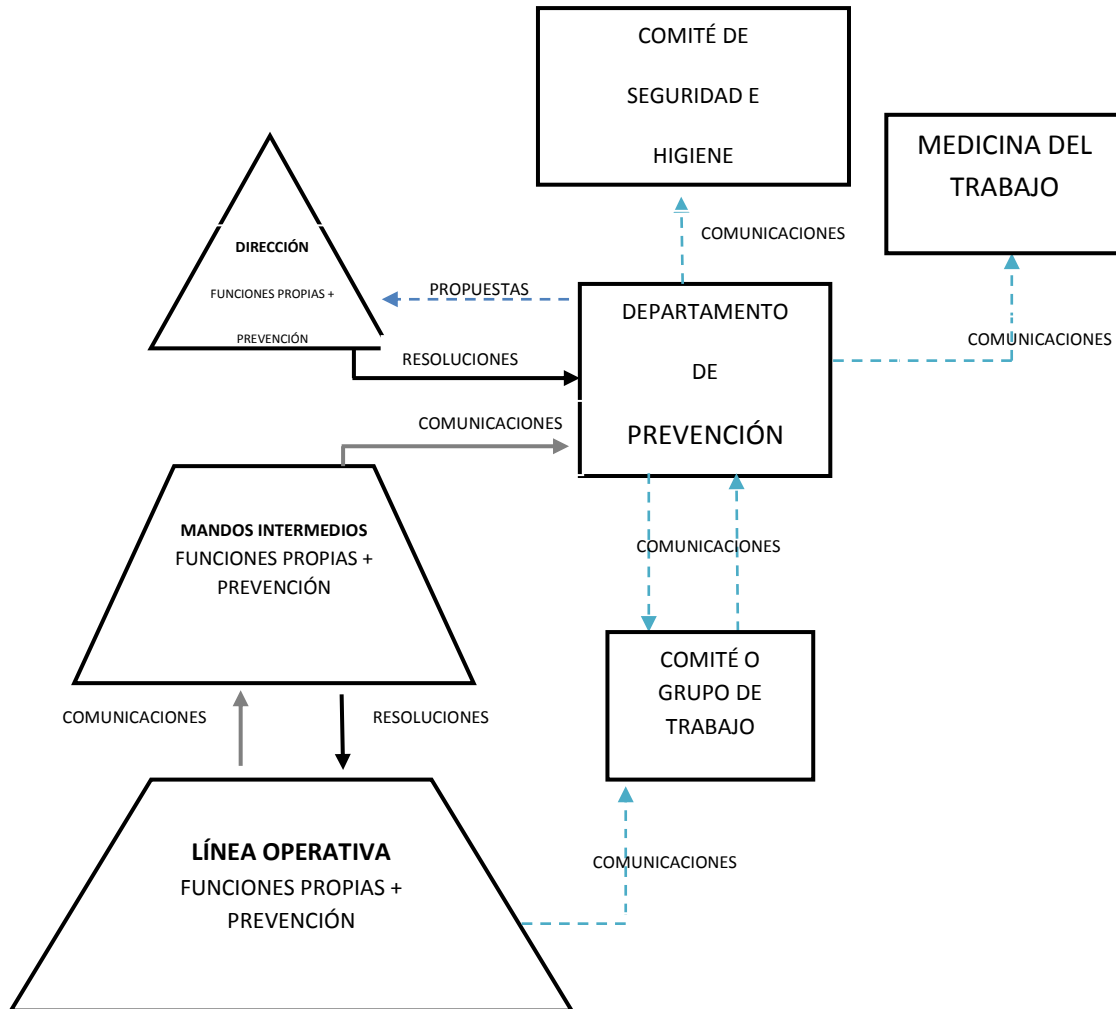 COMITÉ DE
SEGURIDAD E
HIGIENE
MEDICINA DEL
TRABAJO
COMUNICACIONES
DIRECCIÓN
FUNCIONES PROPIAS +
PREVENCIÓN
PROPUESTAS
RESOLUCIONES
DEPARTAMENTO
DE
PREVENCIÓN
COMUNICACIONES
COMUNICACIONES
MANDOS INTERMEDIOS
FUNCIONES PROPIAS +
PREVENCIÓN
COMUNICACIONES
COMITÉ O
GRUPO DE
TRABAJO
COMUNICACIONES
RESOLUCIONES
LÍNEA OPERATIVA
FUNCIONES PROPIAS +
PREVENCIÓN
COMUNICACIONES